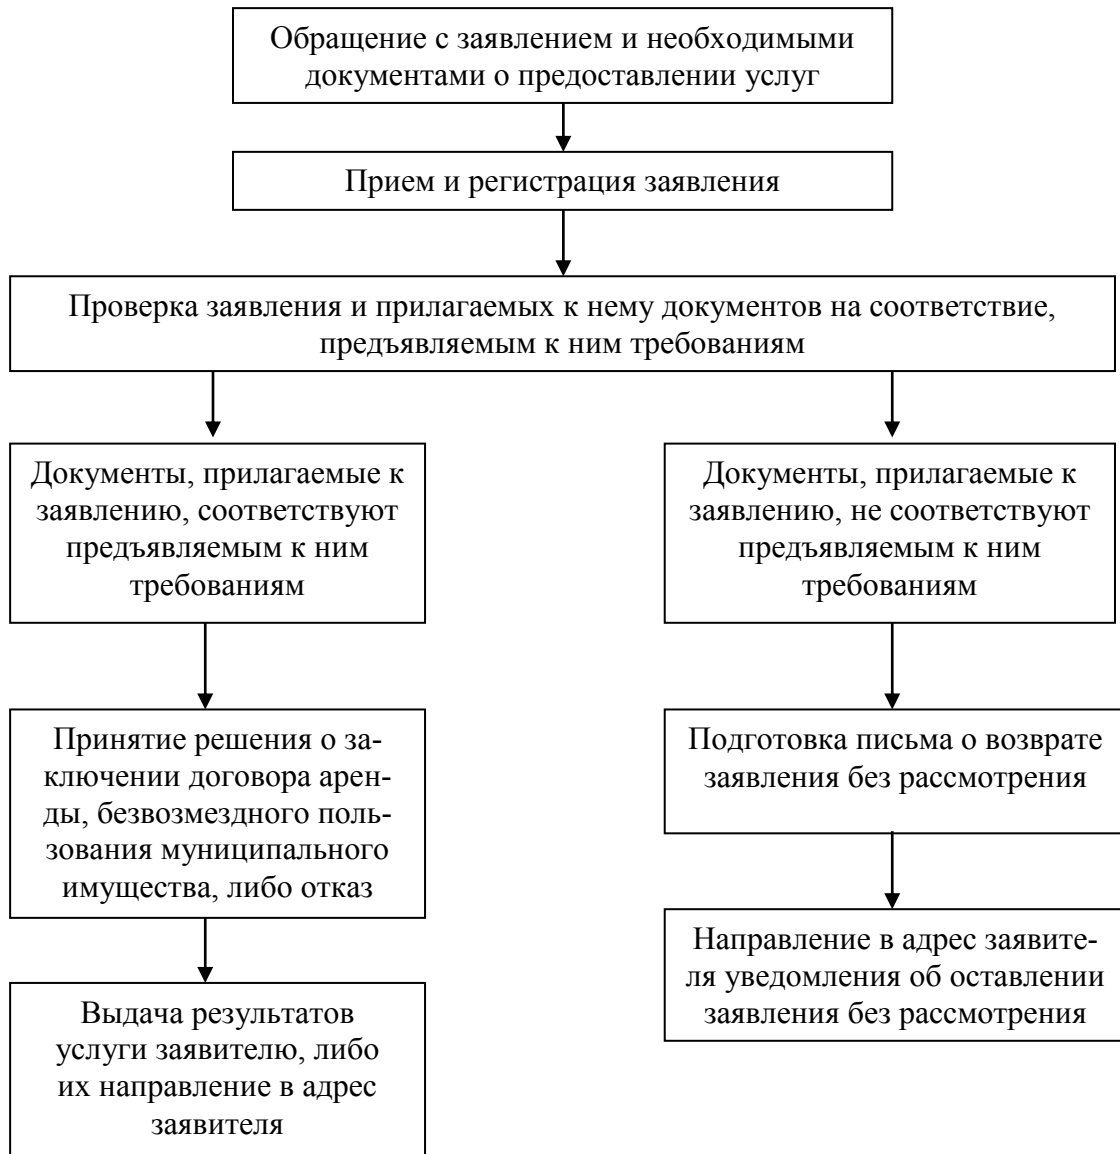 Обращение с заявлением и необходимыми
документами о предоставлении услуг
Прием и регистрация заявления
Проверка заявления и прилагаемых к нему документов на соответствие,
предъявляемым к ним требованиям
Документы, прилагаемые к
заявлению, соответствуют
предъявляемым к ним
требованиям
Документы, прилагаемые к
заявлению, не соответствуют
предъявляемым к ним
требованиям
Принятие решения о за-
ключении договора арен-
ды, безвозмездного поль-
зования муниципального
имущества, либо отказ
Подготовка письма о возврате
заявления без рассмотрения
Направление в адрес заявите-
ля уведомления об оставлении
заявления без рассмотрения
Выдача результатов
услуги заявителю, либо
их направление в адрес
заявителя